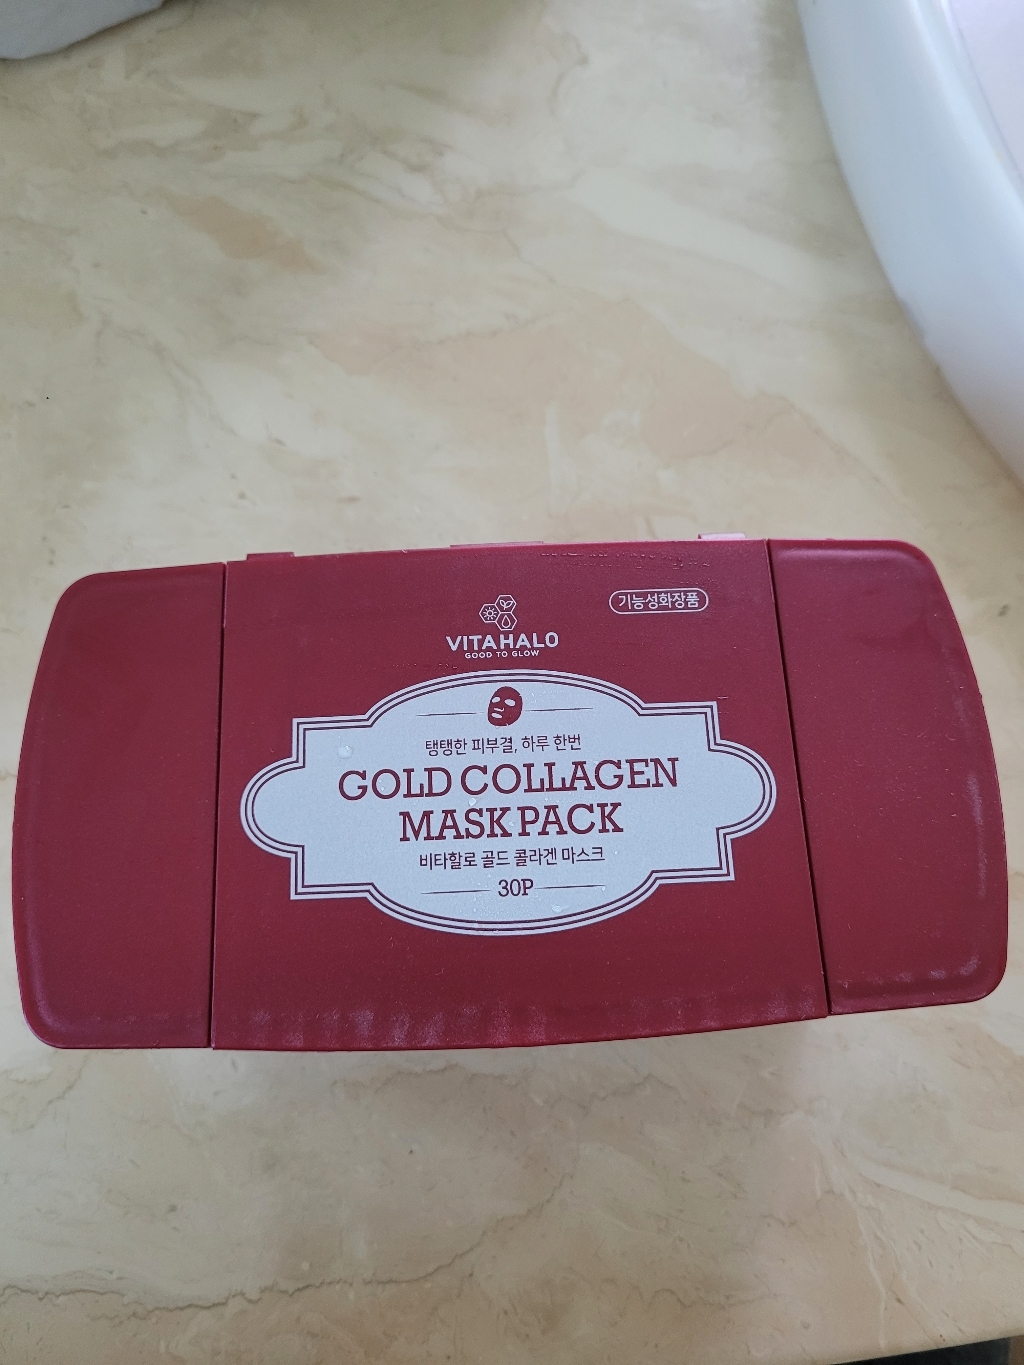 VITAHALO
GOOD TO GLOW
기능성화장품
탱탱한 피부결, 하루 한번
GOLD COLLAGEN
MASK PACK
비타할로 골드 콜라겐 마스크
30P